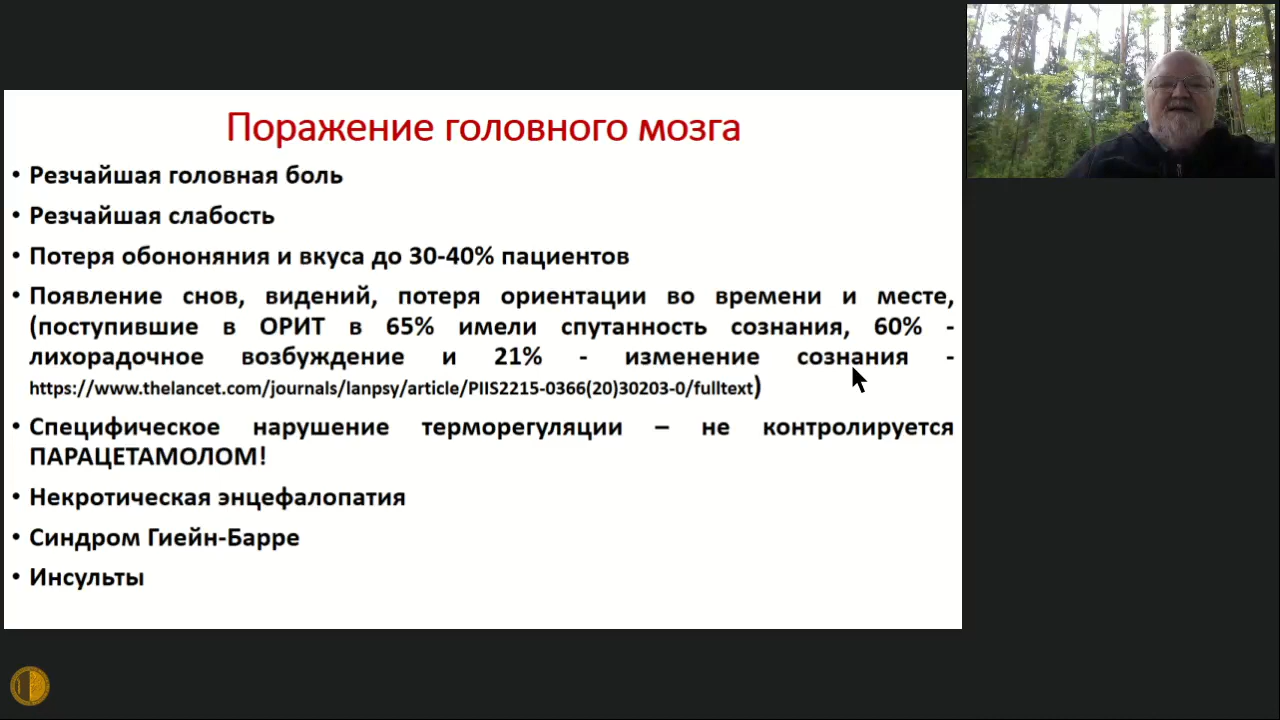 Поражение головного мозга
• Резчайшая головная боль
• Резчайшая слабость
• Потеря обононяния и вкуса до 30-40% пациентов
• Появление снов, видений, потеря ориентации во времени и месте,
(поступившие в ОРИТ в 65% имели спутанность сознания, 60% -
лихорадочное возбуждение и 21% - изменение сознания -
https://www.thelancet.com/journals/lanpsy/article/PIIS2215-0366(20)30203-0/fulltext)
• Специфическое нарушение терморегуляции – не контролируется
ПАРАЦЕТАМОЛОМ!
• Некротическая энцефалопатия
• Синдром Гиейн-Барре
• Инсульты